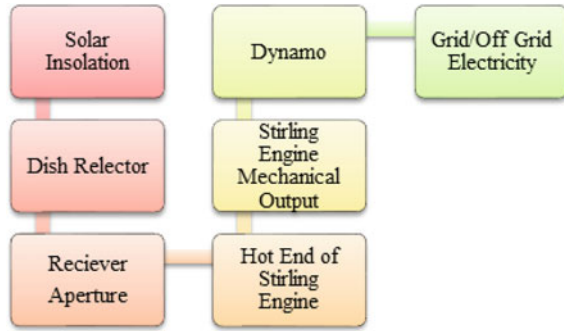 Solar
Insolation
Dish Relector
Reciever
Aperture
Hot End of
Stirling
Engine
Stirling
Engine
Mechanical
Output
Dynamo
Grid/Off Grid
Electricity